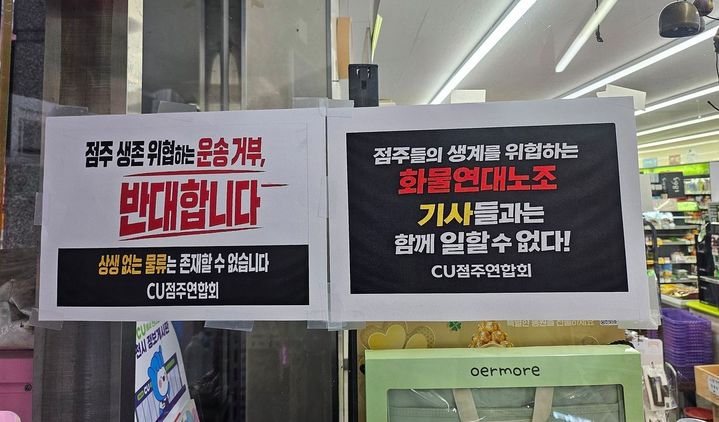 점주 생존 위협하는 운송 거부,
반대합니다
상생 없는 물류는 존재할 수 없습니다
CU점주연합회
점주들의 생계를 위협하는
화물연대노조
기사들과는
함께 일할 수 없다!
CU점주연합회
CU
oermore